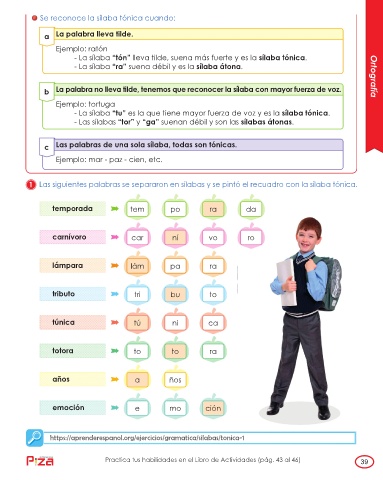 Se reconoce la sílaba tónica cuando:
a La palabra lleva tilde.
Ejemplo: ratón
- La sílaba “tón” lleva tilde, suena más fuerte y es la sílaba tónica.
- La sílaba “ra” suena débil y es la sílaba átona.
b La palabra no lleva tilde, tenemos que reconocer la sílaba con mayor fuerza de voz.
Ejemplo: tortuga
- La sílaba “tu” es la que tiene mayor fuerza de voz y es la sílaba tónica.
- Las sílabas “tor” y “ga” suenan débil y son las sílabas átonas.
c Las palabras de una sola sílaba, todas son tónicas.
Ejemplo: mar - paz - cien, etc.
Ortografía
1 Las siguientes palabras se separaron en sílabas y se pintó el recuadro con la sílaba tónica.
temporada tem po ra da
carnívoro car ní vo ro
lámpara lám pa ra
tributo tri bu to
túnica tú ni ca
totora to to ra
años a ños
emoción e mo ción
https://aprenderespanol.org/ejercicios/gramatica/silabas/tonica-1
Pizza
Practica tus habilidades en el Libro de Actividades (pág. 43 al 46)
39